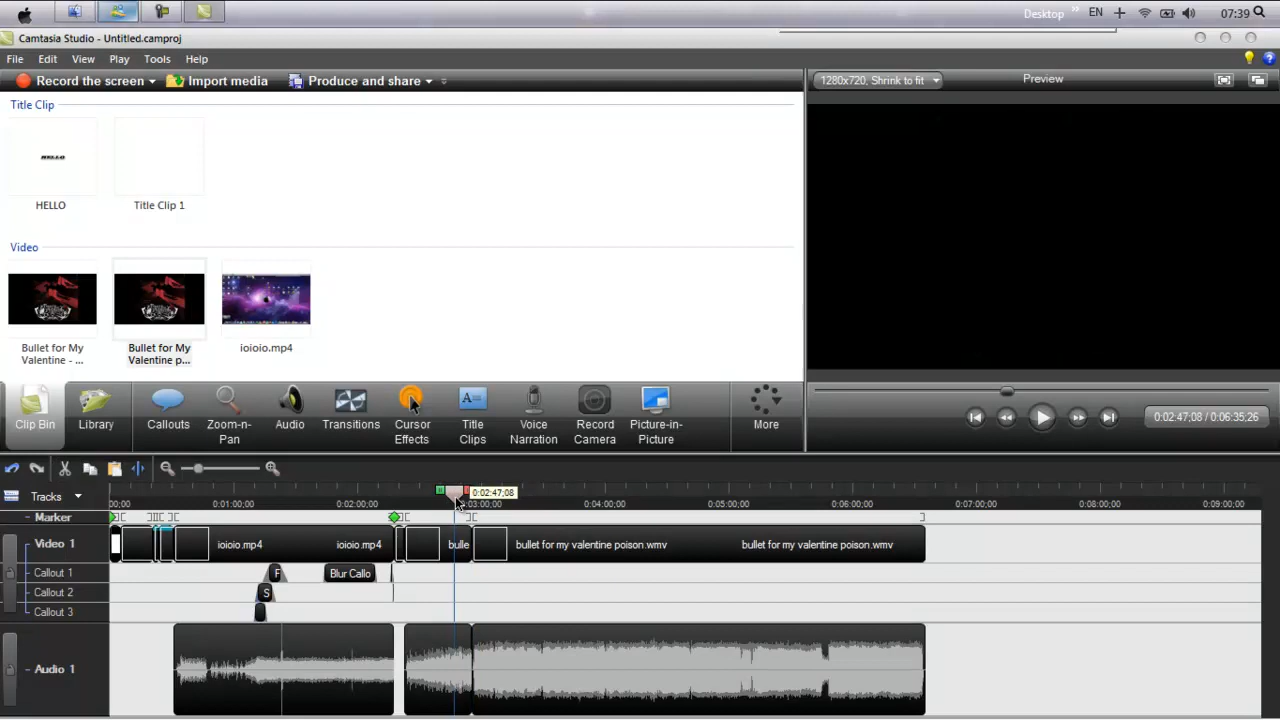 Desktop
EN
07:39
Camtasia Studio - Untitled.camproj
File Edit View Play Tools Help
Record the screen Import media Produce and share
1280x720, Shrink to fit
Preview
Title Clip
HELLO
HELLO
Title Clip 1
Video
Bullet for My
Valentine - ...
Bullet for My
Valentine p...
ioioio.mp4
Clip Bin
Library
Callouts
Zoom-n-
Pan
Audio
Transitions
Cursor
Effects
Title
Clips
Voice
Narration
Record
Camera
Picture-in-
Picture
More
0:02:47;08 / 0:06:35;26
0:02:47;08
Tracks
00;00 0:01:00;00 0:02:00;00 0:03:00;00 0:04:00;00 0:05:00;00 0:06:00;00 0:07:00;00 0:08:00;00 0:09:00;00
Marker
Video 1
ioioio.mp4 ioioio.mp4 bulle bullet for my valentine poison.wmv bullet for my valentine poison.wmv
Callout 1
F Blur Callo
Callout 2
S
Callout 3
Audio 1